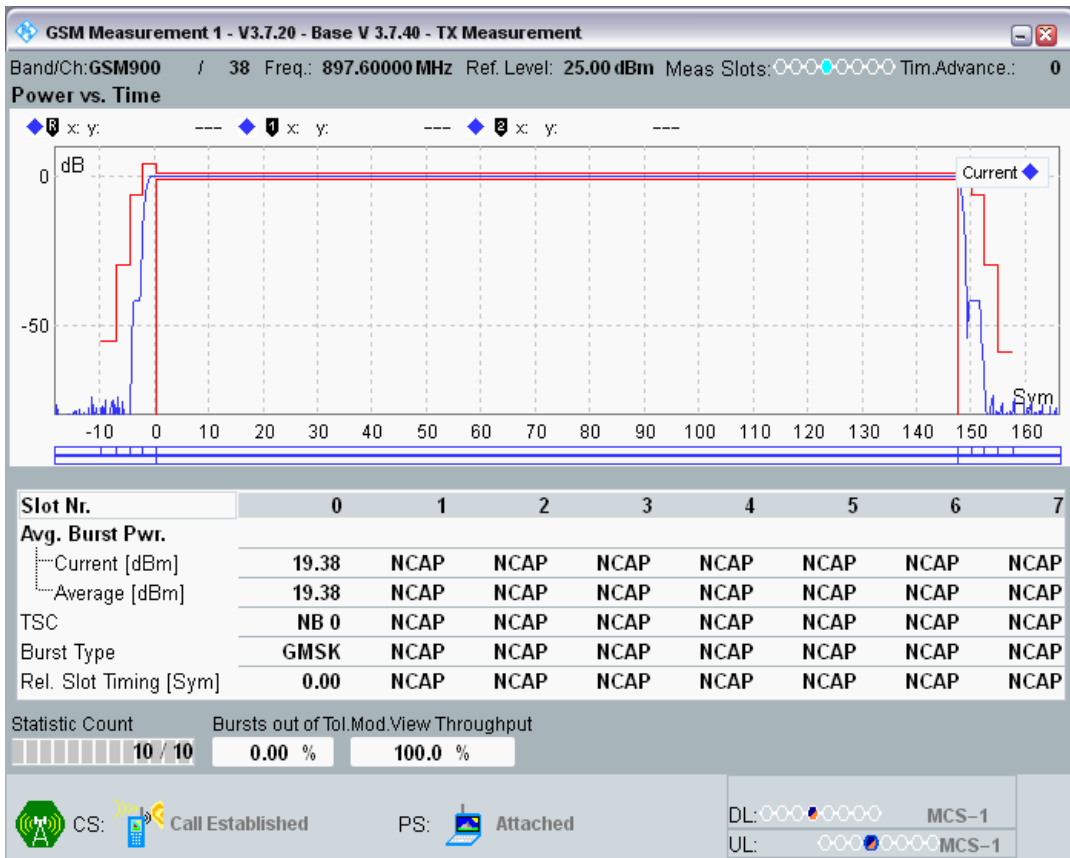 GSM Measurement 1 - V3.7.20 - Base V 3.7.40 - TX Measurement
Band/Ch:GSM900 / 38 Freq.: 897.60000 MHz Ref. Level: 25.00 dBm Meas Slots: Tim.Advance.: 0
Power vs. Time
R x: y: --- 1 x: y: --- 2 x: y: ---
dB
Current
0
-50
Sym
-10 0 10 20 30 40 50 60 70 80 90 100 110 120 130 140 150 160
Slot Nr. 0 1 2 3 4 5 6 7
Avg. Burst Pwr.
Current [dBm] 19.38 NCAP NCAP NCAP NCAP NCAP NCAP NCAP
Average [dBm] 19.38 NCAP NCAP NCAP NCAP NCAP NCAP NCAP
TSC NB 0 NCAP NCAP NCAP NCAP NCAP NCAP NCAP
Burst Type GMSK NCAP NCAP NCAP NCAP NCAP NCAP NCAP
Rel. Slot Timing [Sym] 0.00 NCAP NCAP NCAP NCAP NCAP NCAP NCAP
Statistic Count Bursts out of Tol.Mod.View Throughput
10 / 10 0.00 % 100.0 %
CS: Call Established PS: Attached
DL: MCS-1
UL: MCS-1